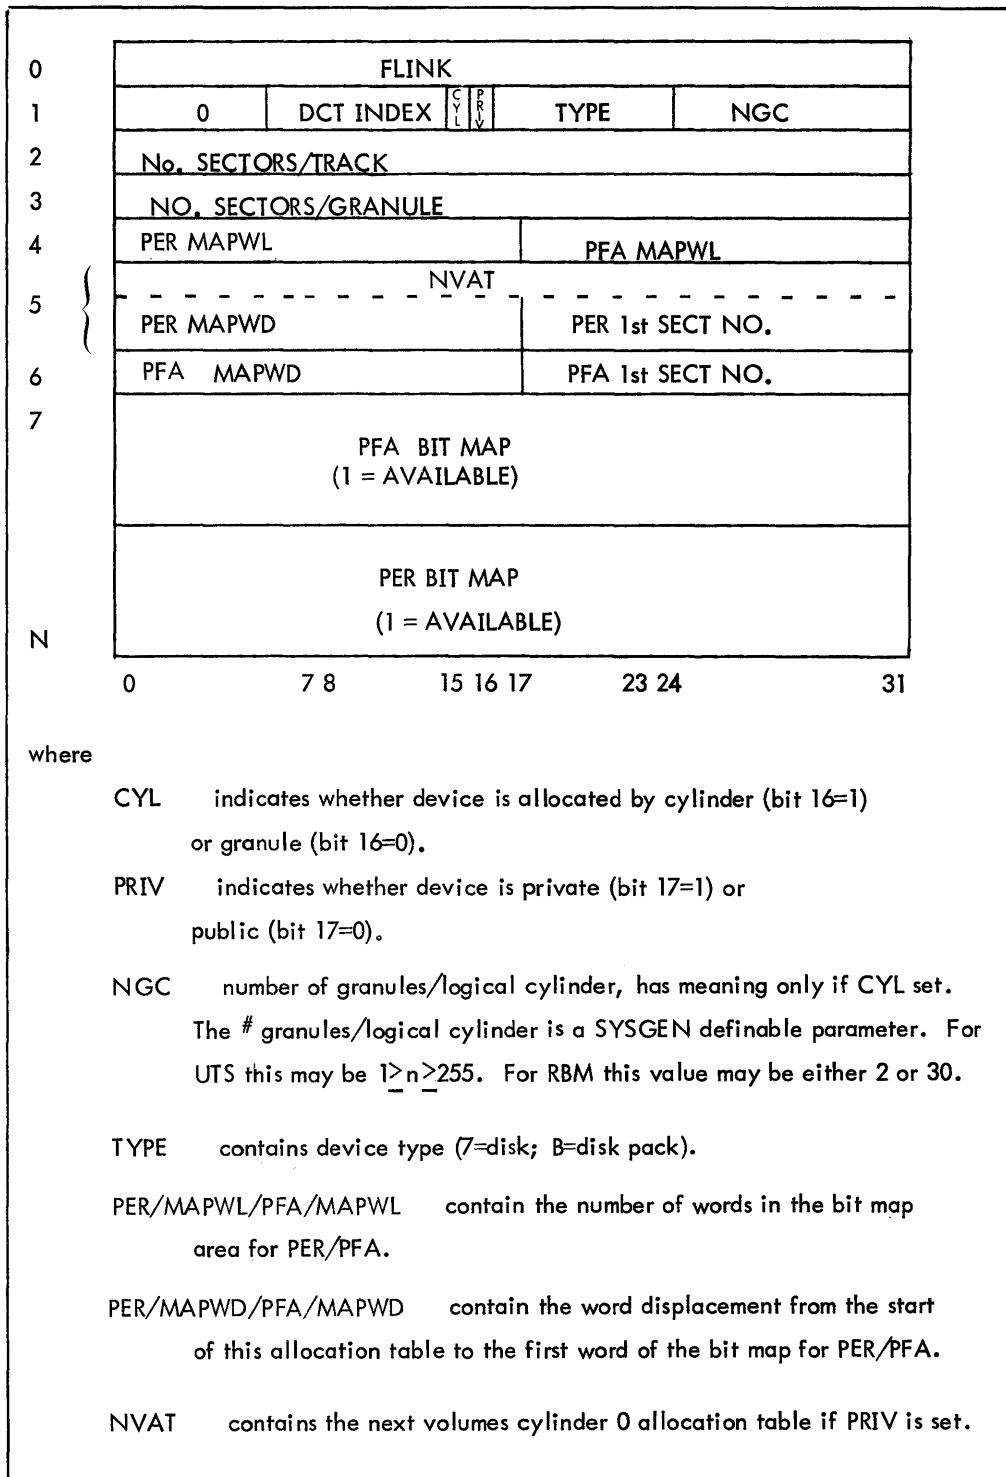 0 FLINK
1 0 DCT INDEX CYL PRIV TYPE NGC
2 No. SECTORS/TRACK
3 NO. SECTORS/GRANULE
4 PER MAPWL PFA MAPWL
NVAT
5 PER MAPWD PER 1st SECT NO.
6 PFA MAPWD PFA 1st SECT NO.
7
PFA BIT MAP
(1 = AVAILABLE)
PER BIT MAP
(1 = AVAILABLE)
N
0 7 8 15 16 17 23 24 31
where
CYL indicates whether device is allocated by cylinder (bit 16=1)
or granule (bit 16=0).
PRIV indicates whether device is private (bit 17=1) or
public (bit 17=0).
NGC number of granules/logical cylinder, has meaning only if CYL set.
The # granules/logical cylinder is a SYSGEN definable parameter. For
UTS this may be 1≥n≥255. For RBM this value may be either 2 or 30.
TYPE contains device type (7=disk; B=disk pack).
PER/MAPWL/PFA/MAPWL contain the number of words in the bit map
area for PER/PFA.
PER/MAPWD/PFA/MAPWD contain the word displacement from the start
of this allocation table to the first word of the bit map for PER/PFA.
NVAT contains the next volumes cylinder 0 allocation table if PRIV is set.